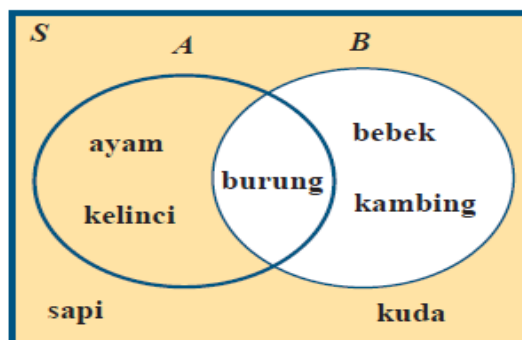 S A B
ayam bebek
burung
kelinci kambing
sapi kuda